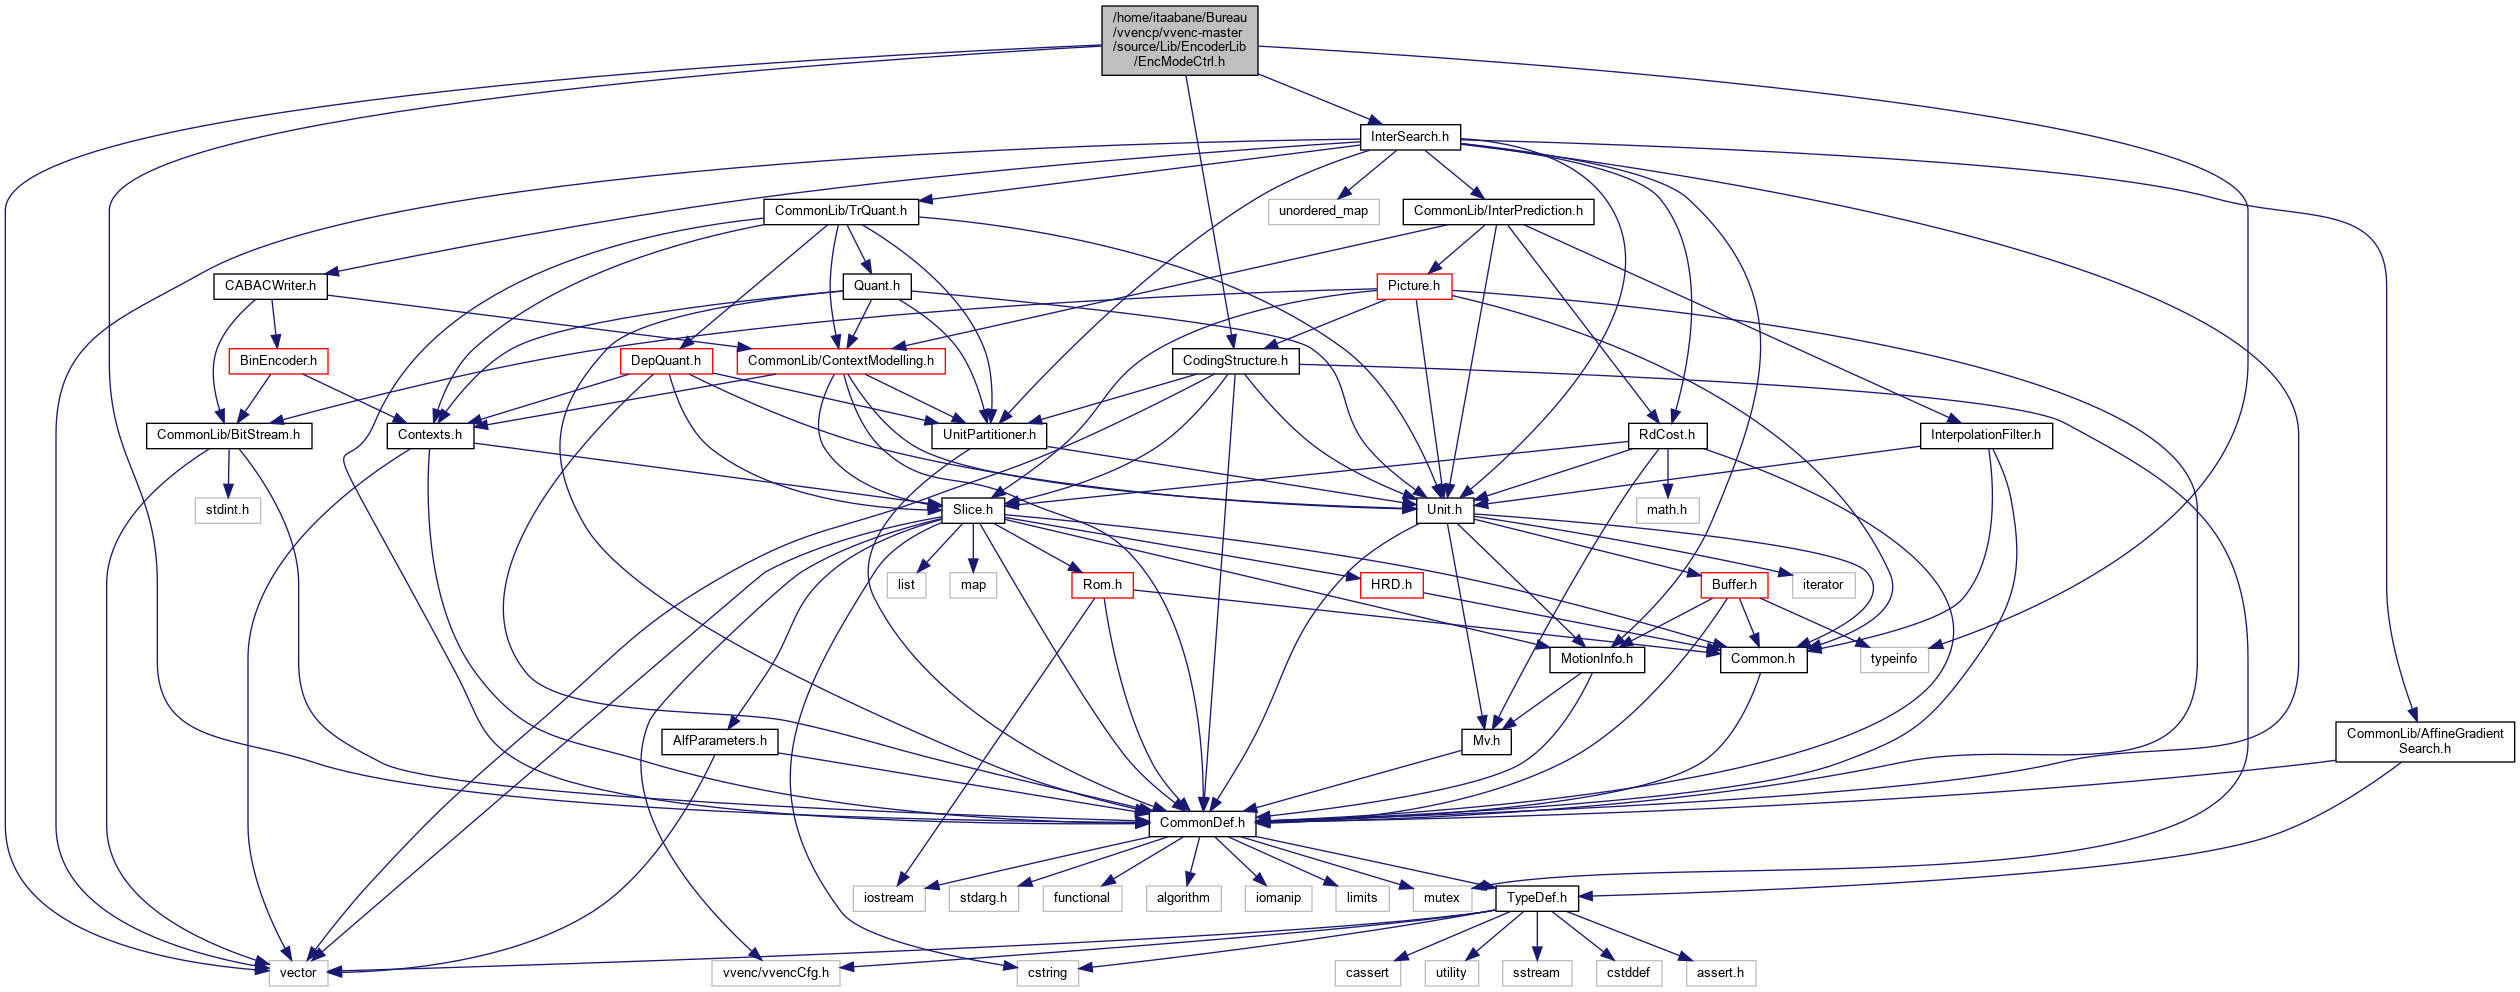 /home/itaabane/Bureau
/vvencp/vvenc-master
/source/Lib/EncoderLib
/EncModeCtrl.h
InterSearch.h
CommonLib/TrQuant.h
unordered_map
CommonLib/InterPrediction.h
CABACWriter.h
Quant.h
Picture.h
BinEncoder.h
DepQuant.h
CommonLib/ContextModelling.h
CodingStructure.h
CommonLib/BitStream.h
Contexts.h
UnitPartitioner.h
RdCost.h
InterpolationFilter.h
stdint.h
Slice.h
Unit.h
math.h
list
map
Rom.h
HRD.h
Buffer.h
iterator
MotionInfo.h
Common.h
typeinfo
AlfParameters.h
Mv.h
CommonLib/AffineGradient
Search.h
CommonDef.h
iostream
stdarg.h
functional
algorithm
iomanip
limits
mutex
TypeDef.h
vector
vvenc/vvencCfg.h
cstring
cassert
utility
sstream
cstddef
assert.h